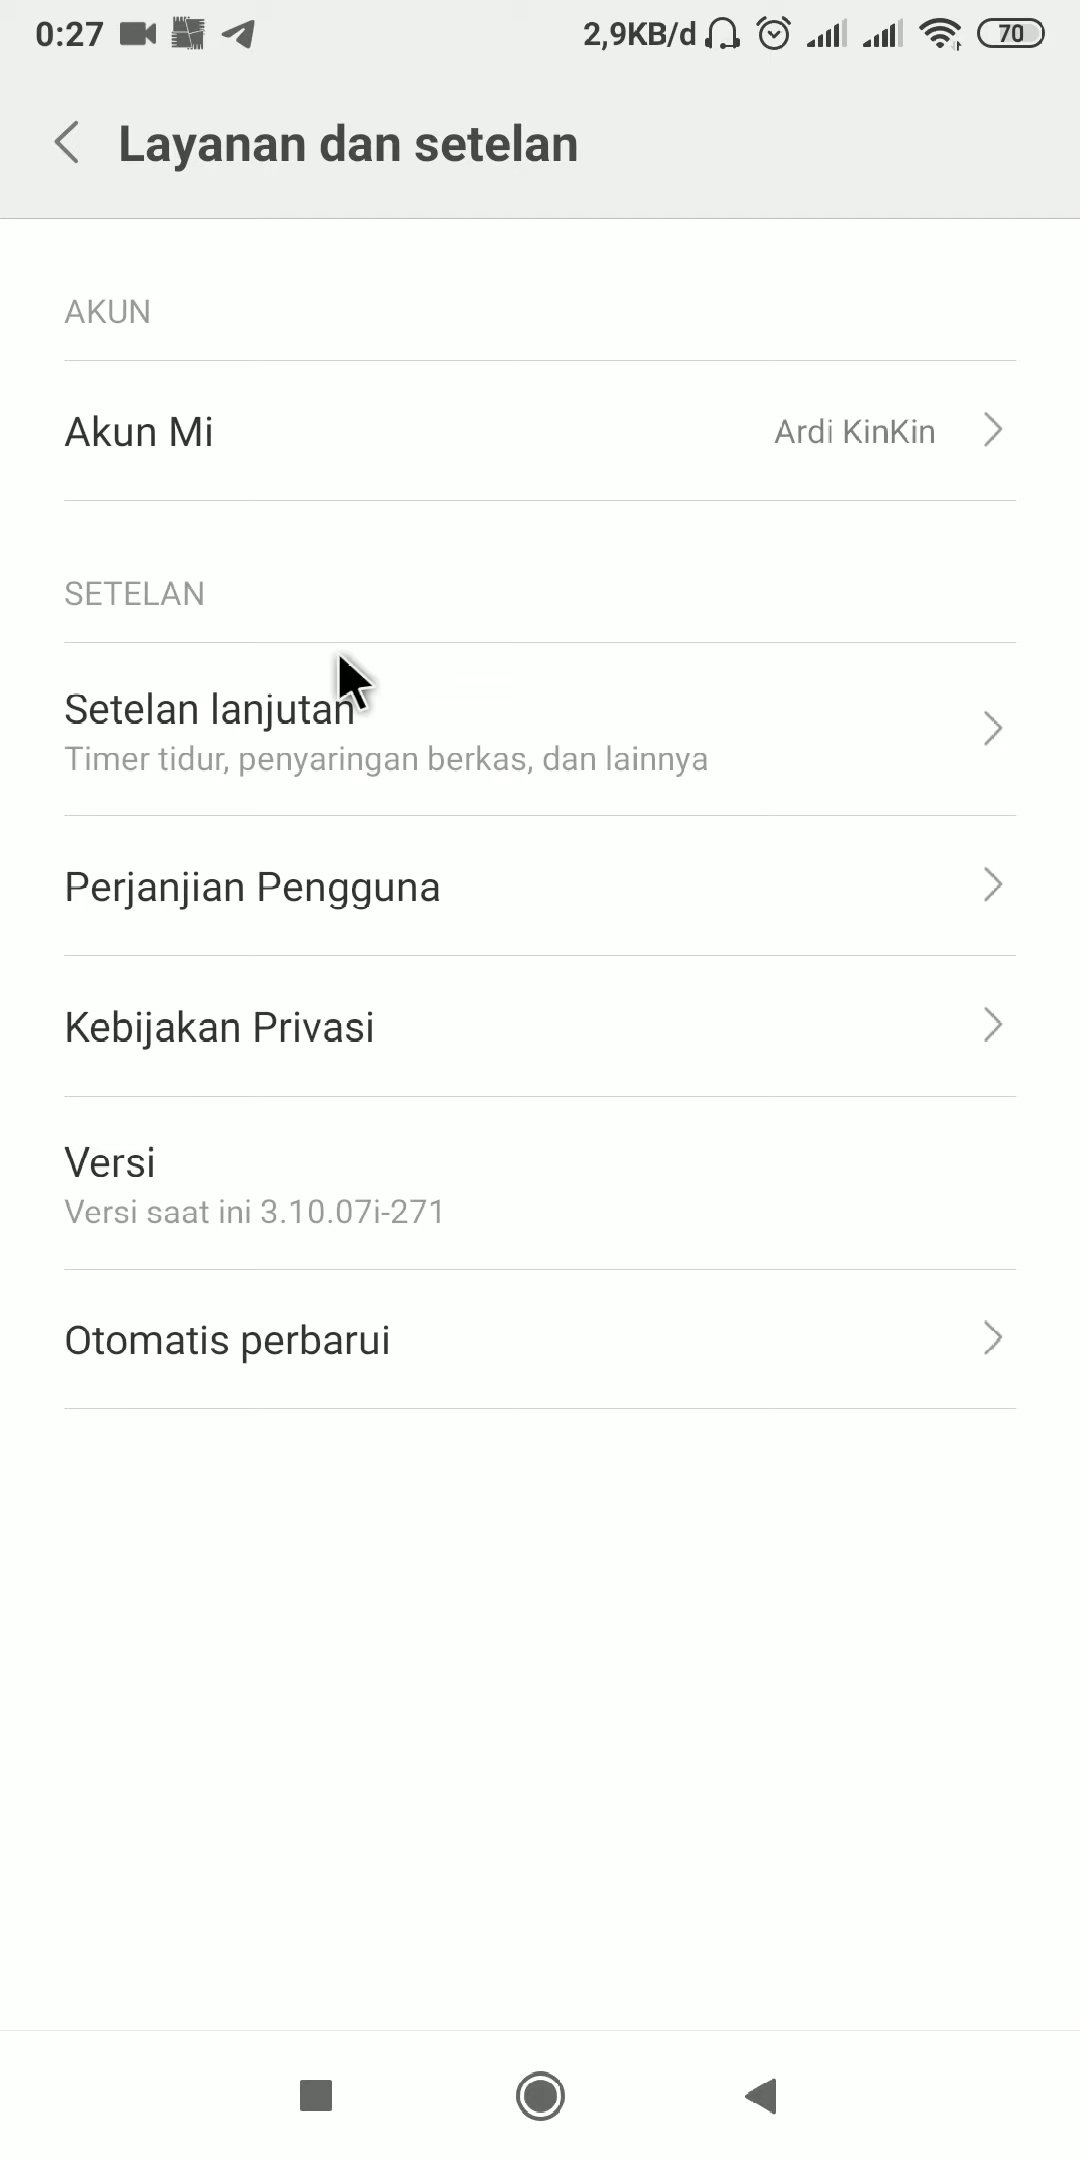 0:27 2,9KB/d 70
Layanan dan setelan
AKUN
Akun Mi Ardi KinKin
SETELAN
Setelan lanjutan
Timer tidur, penyaringan berkas, dan lainnya
Perjanjian Pengguna
Kebijakan Privasi
Versi
Versi saat ini 3.10.07i-271
Otomatis perbarui